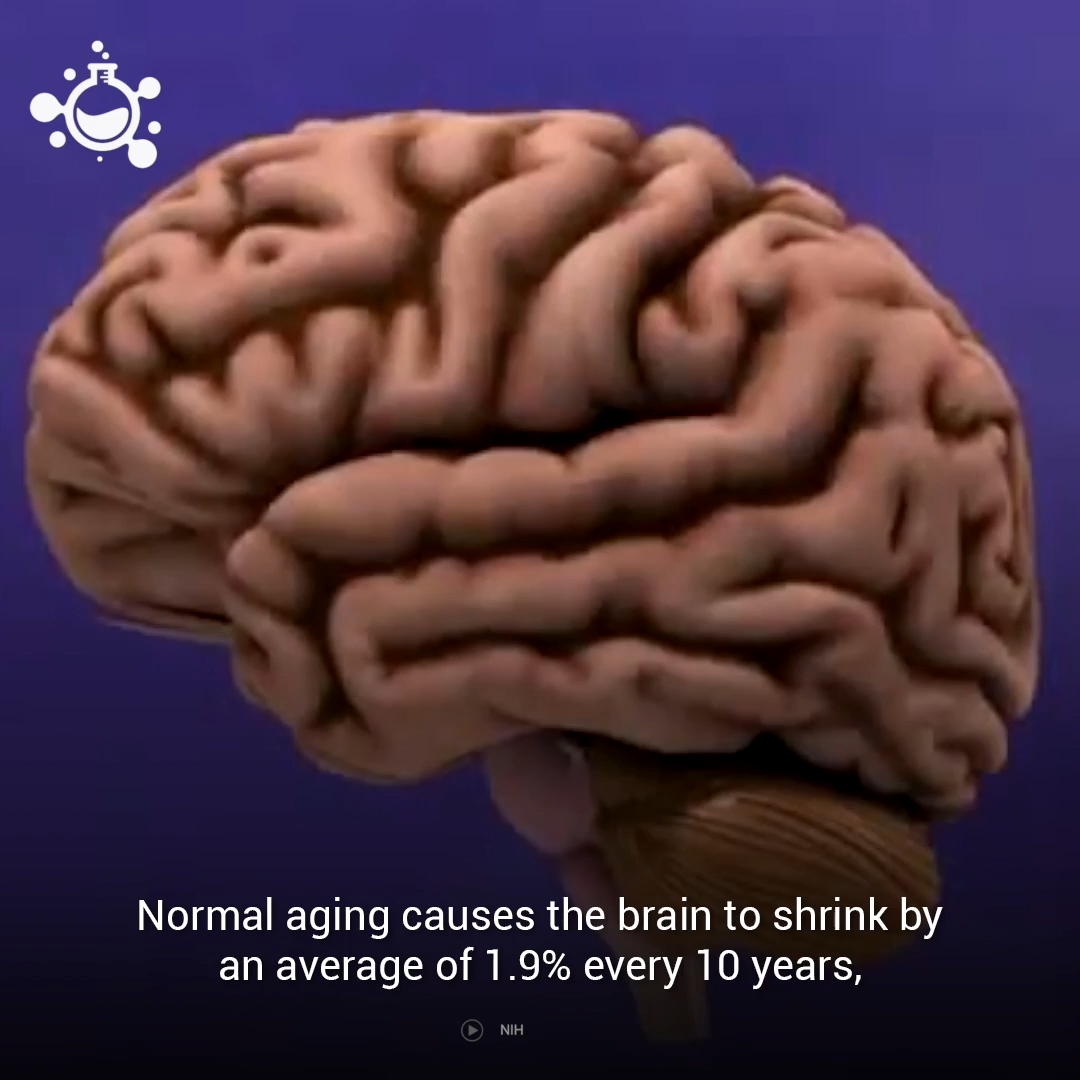 Normal aging causes the brain to shrink by
an average of 1.9% every 10 years,
NIH